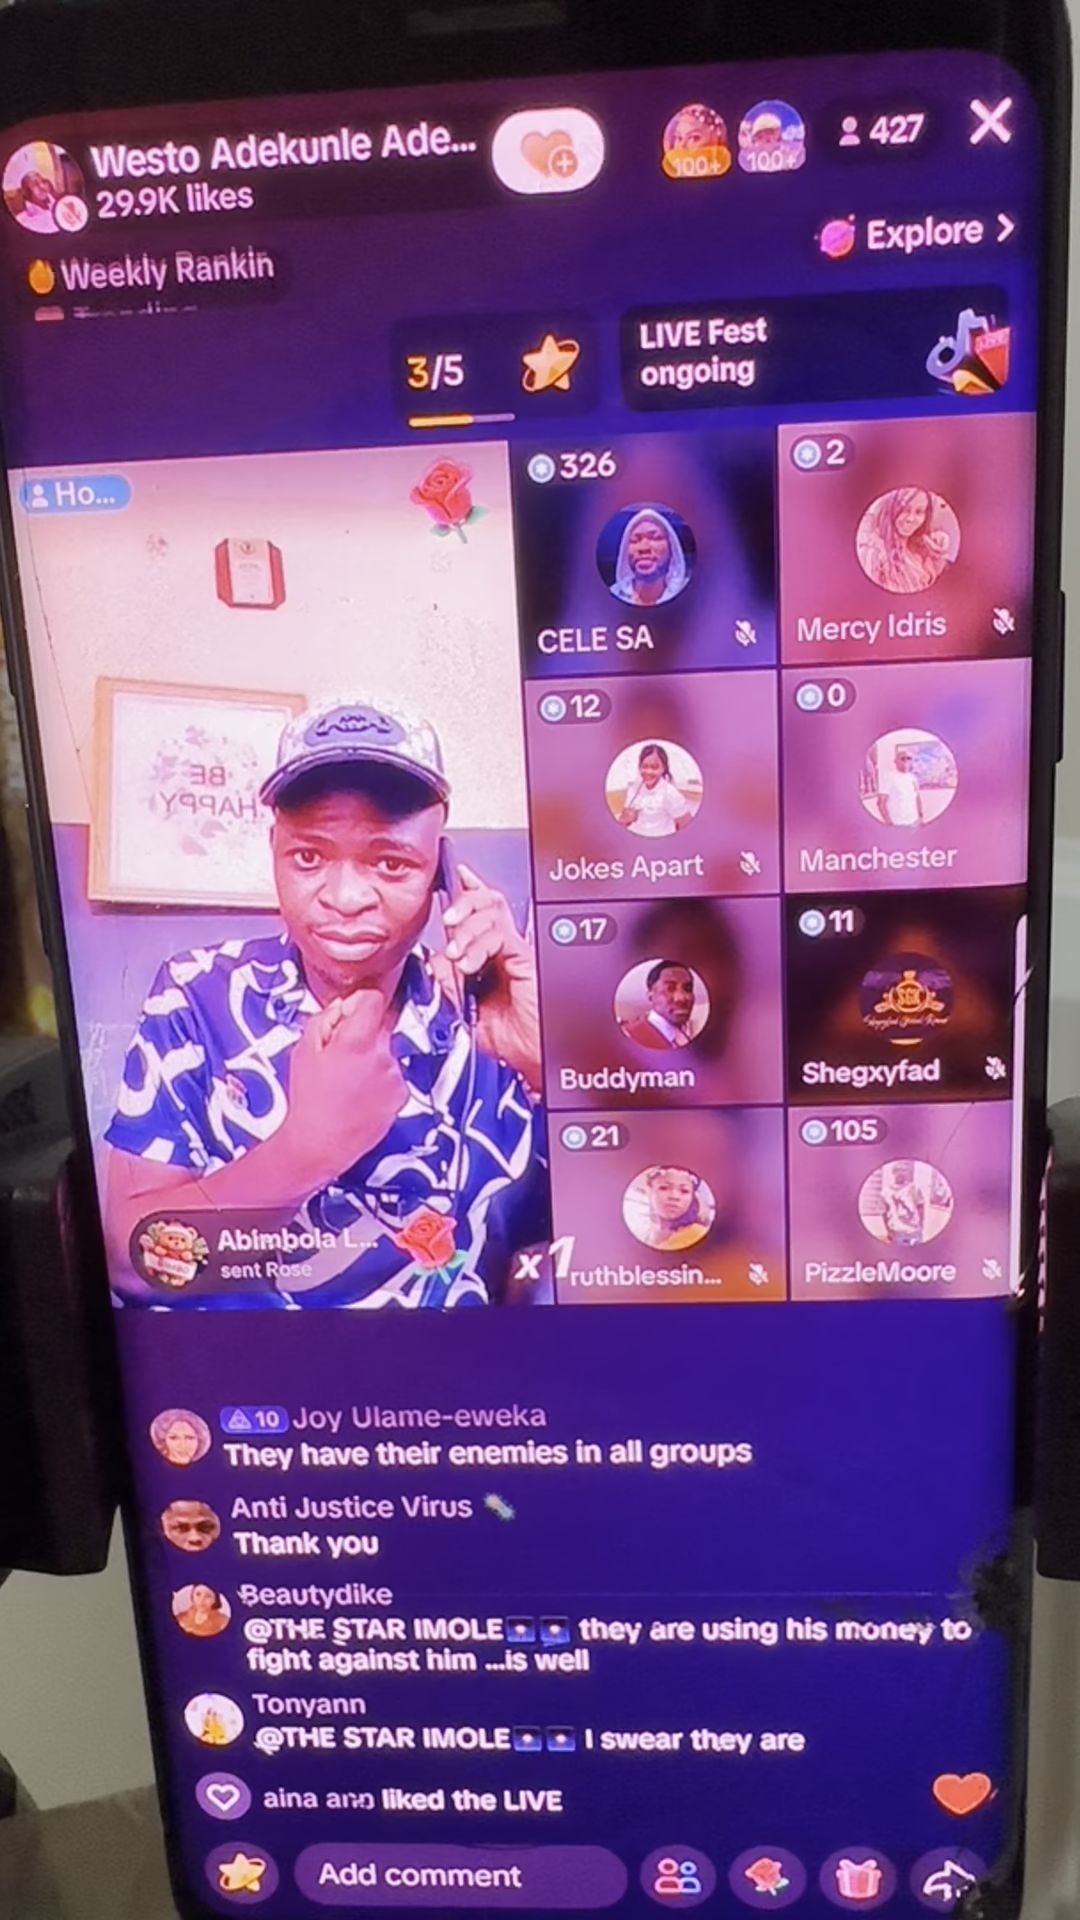 Westo Adekunle Ade...
29.9K likes
100+
100+
427
Explore >
Weekly Rankin
3/5
LIVE Fest
ongoing
Ho...
BE
HAPPY
326
CELE SA
2
Mercy Idris
12
Jokes Apart
0
Manchester
17
Buddyman
11
SGK
Shegxyfad
21
ruthblessin...
105
PizzleMoore
Abimbola L...
sent Rose
x1
10 Joy Ulame-eweka
They have their enemies in all groups
Anti Justice Virus
Thank you
Beautydike
@THE STAR IMOLE they are using his money to
fight against him ...is well
Tonyann
@THE STAR IMOLE I swear they are
aina ann liked the LIVE
Add comment